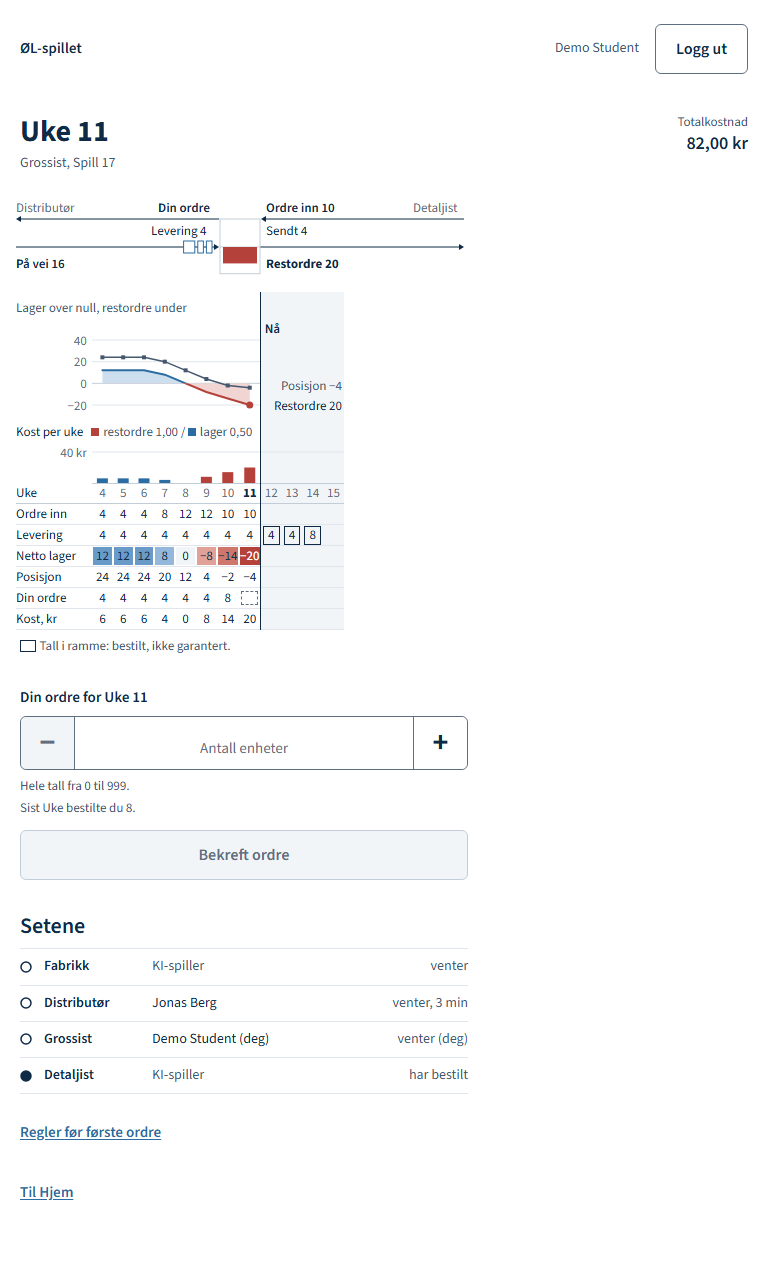 ØL-spillet
Demo Student
Logg ut
Uke 11
Grossist, Spill 17
Totalkostnad
82,00 kr
Distributør Din ordre Ordre inn 10 Detaljist
Levering 4 Sendt 4
På vei 16 Restordre 20
Lager over null, restordre under
Nå
40
20
0
−20
Posisjon −4
Restordre 20
Kost per uke restordre 1,00 / lager 0,50
40 kr
Uke 4 5 6 7 8 9 10 11 12 13 14 15
Ordre inn 4 4 4 8 12 12 10 10
Levering 4 4 4 4 4 4 4 4 4 4 8
Netto lager 12 12 12 8 0 −8 −14 −20
Posisjon 24 24 24 20 12 4 −2 −4
Din ordre 4 4 4 4 4 4 8
Kost, kr 6 6 6 4 0 8 14 20
Tall i ramme: bestilt, ikke garantert.
Din ordre for Uke 11
− Antall enheter +
Hele tall fra 0 til 999.
Sist Uke bestilte du 8.
Bekreft ordre
Setene
Fabrikk KI-spiller venter
Distributør Jonas Berg venter, 3 min
Grossist Demo Student (deg) venter (deg)
Detaljist KI-spiller har bestilt
Regler før første ordre
Til Hjem